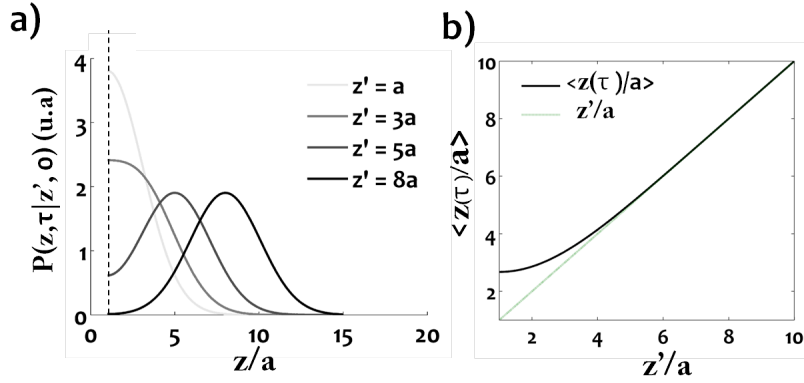 a)
P(z,τ|z', 0) (u.a)
4
3
2
1
0
0
5
10
15
20
z/a
z' = a
z' = 3a
z' = 5a
z' = 8a
b)
<z(τ)/a>
10
8
6
4
2
2
4
6
8
10
z'/a
<z(τ)/a>
z'/a